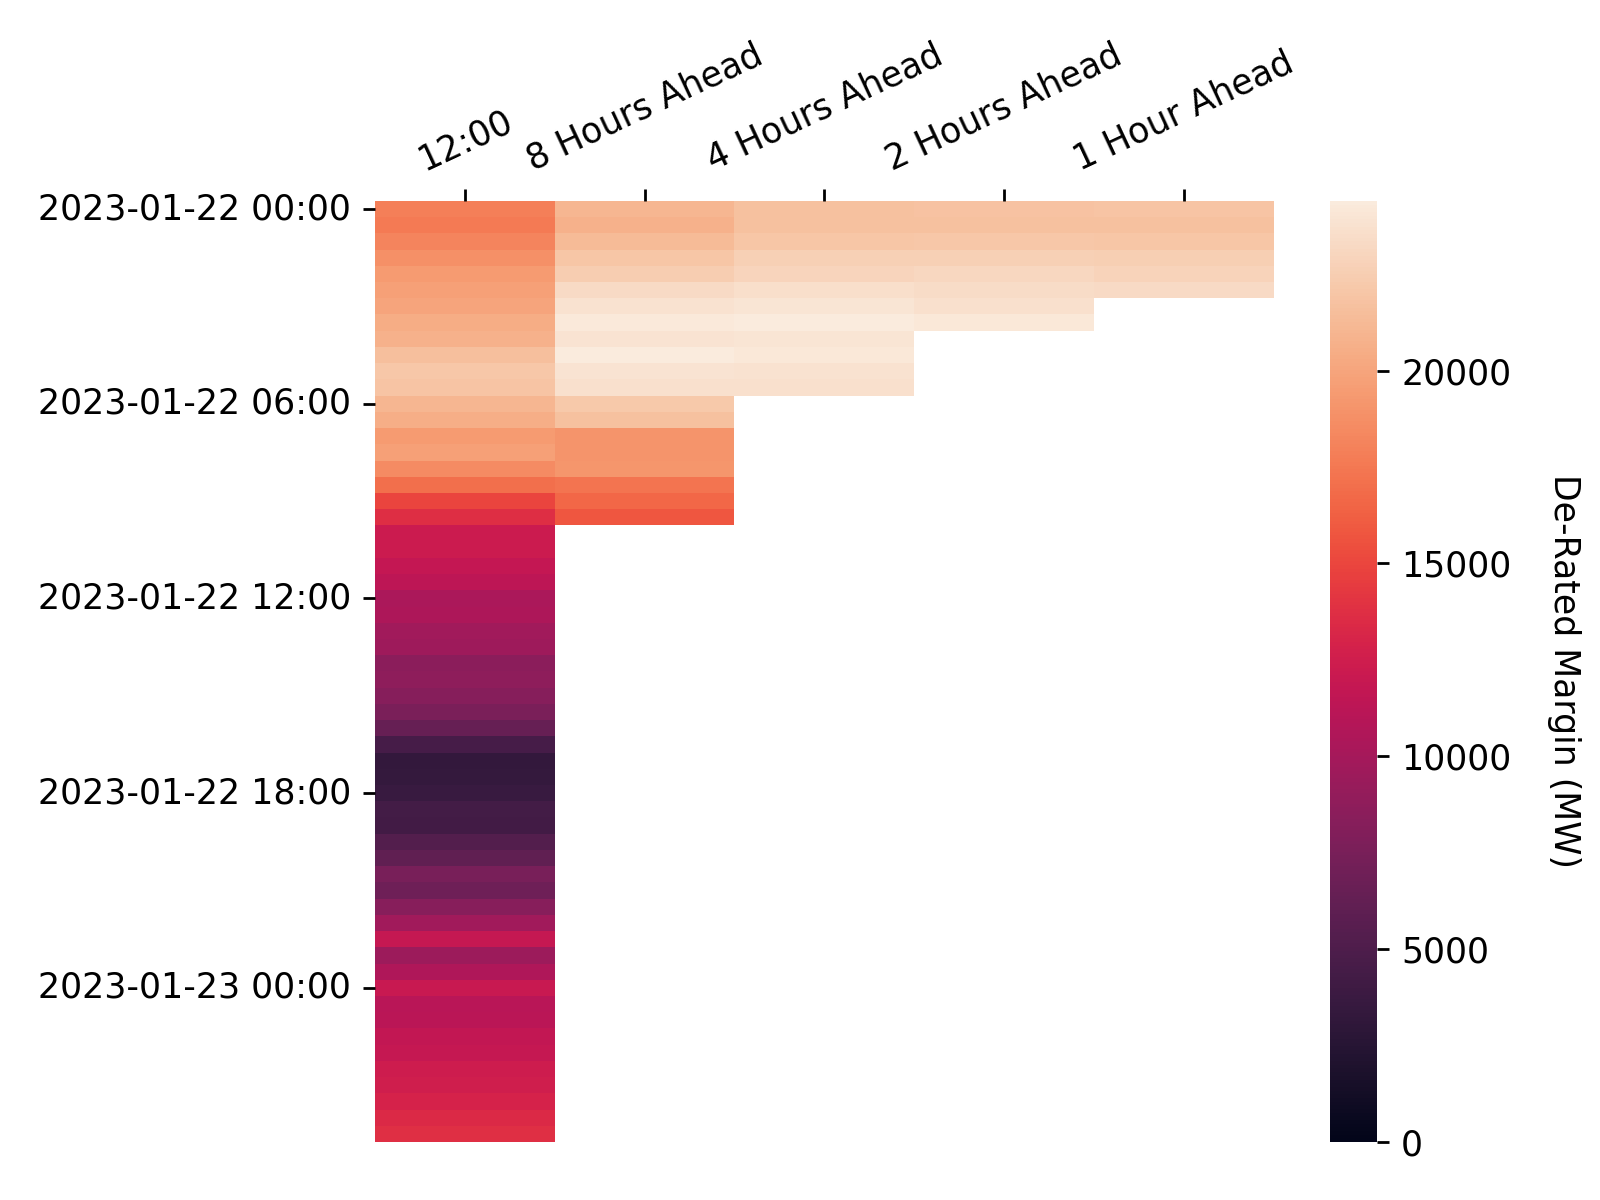 12:00
8 Hours Ahead
4 Hours Ahead
2 Hours Ahead
1 Hour Ahead
2023-01-22 00:00
2023-01-22 06:00
2023-01-22 12:00
2023-01-22 18:00
2023-01-23 00:00
20000
15000
10000
5000
0
De-Rated Margin (MW)